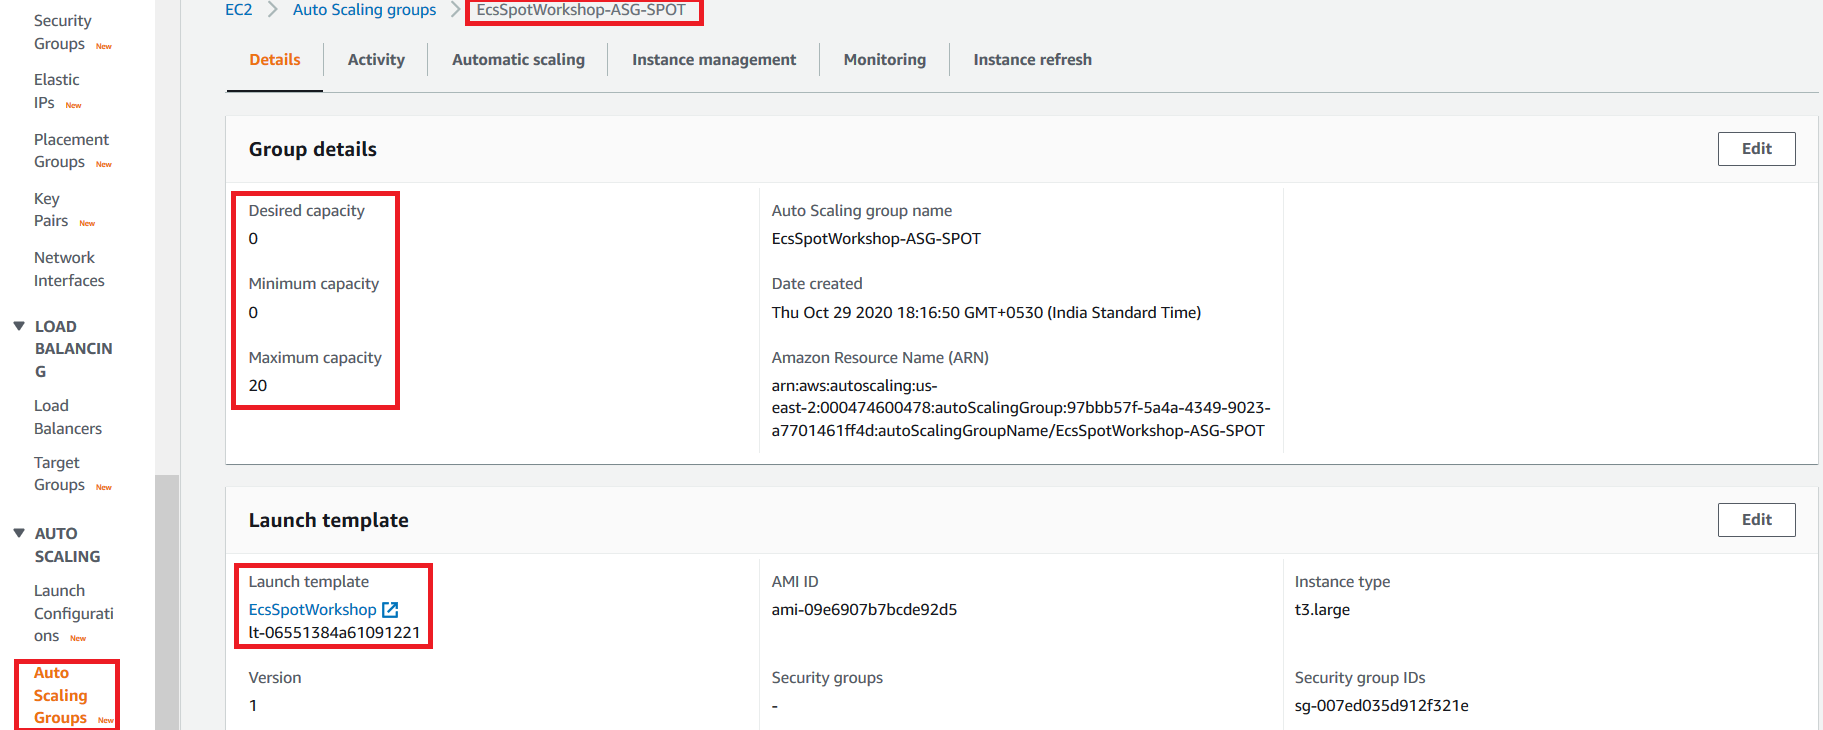 Security
Groups New
Elastic
IPs New
Placement
Groups New
Key
Pairs New
Network
Interfaces
LOAD
BALANCIN
G
Load
Balancers
Target
Groups New
AUTO
SCALING
Launch
Configurati
ons New
Auto
Scaling
Groups New
EC2 > Auto Scaling groups > EcsSpotWorkshop-ASG-SPOT
Details Activity Automatic scaling Instance management Monitoring Instance refresh
Group details Edit
Desired capacity
0
Minimum capacity
0
Maximum capacity
20
Auto Scaling group name
EcsSpotWorkshop-ASG-SPOT
Date created
Thu Oct 29 2020 18:16:50 GMT+0530 (India Standard Time)
Amazon Resource Name (ARN)
arn:aws:autoscaling:us-
east-2:000474600478:autoScalingGroup:97bbb57f-5a4a-4349-9023-
a7701461ff4d:autoScalingGroupName/EcsSpotWorkshop-ASG-SPOT
Launch template Edit
Launch template
EcsSpotWorkshop
lt-06551384a61091221
AMI ID
ami-09e6907b7bcde92d5
Instance type
t3.large
Version
1
Security groups
-
Security group IDs
sg-007ed035d912f321e